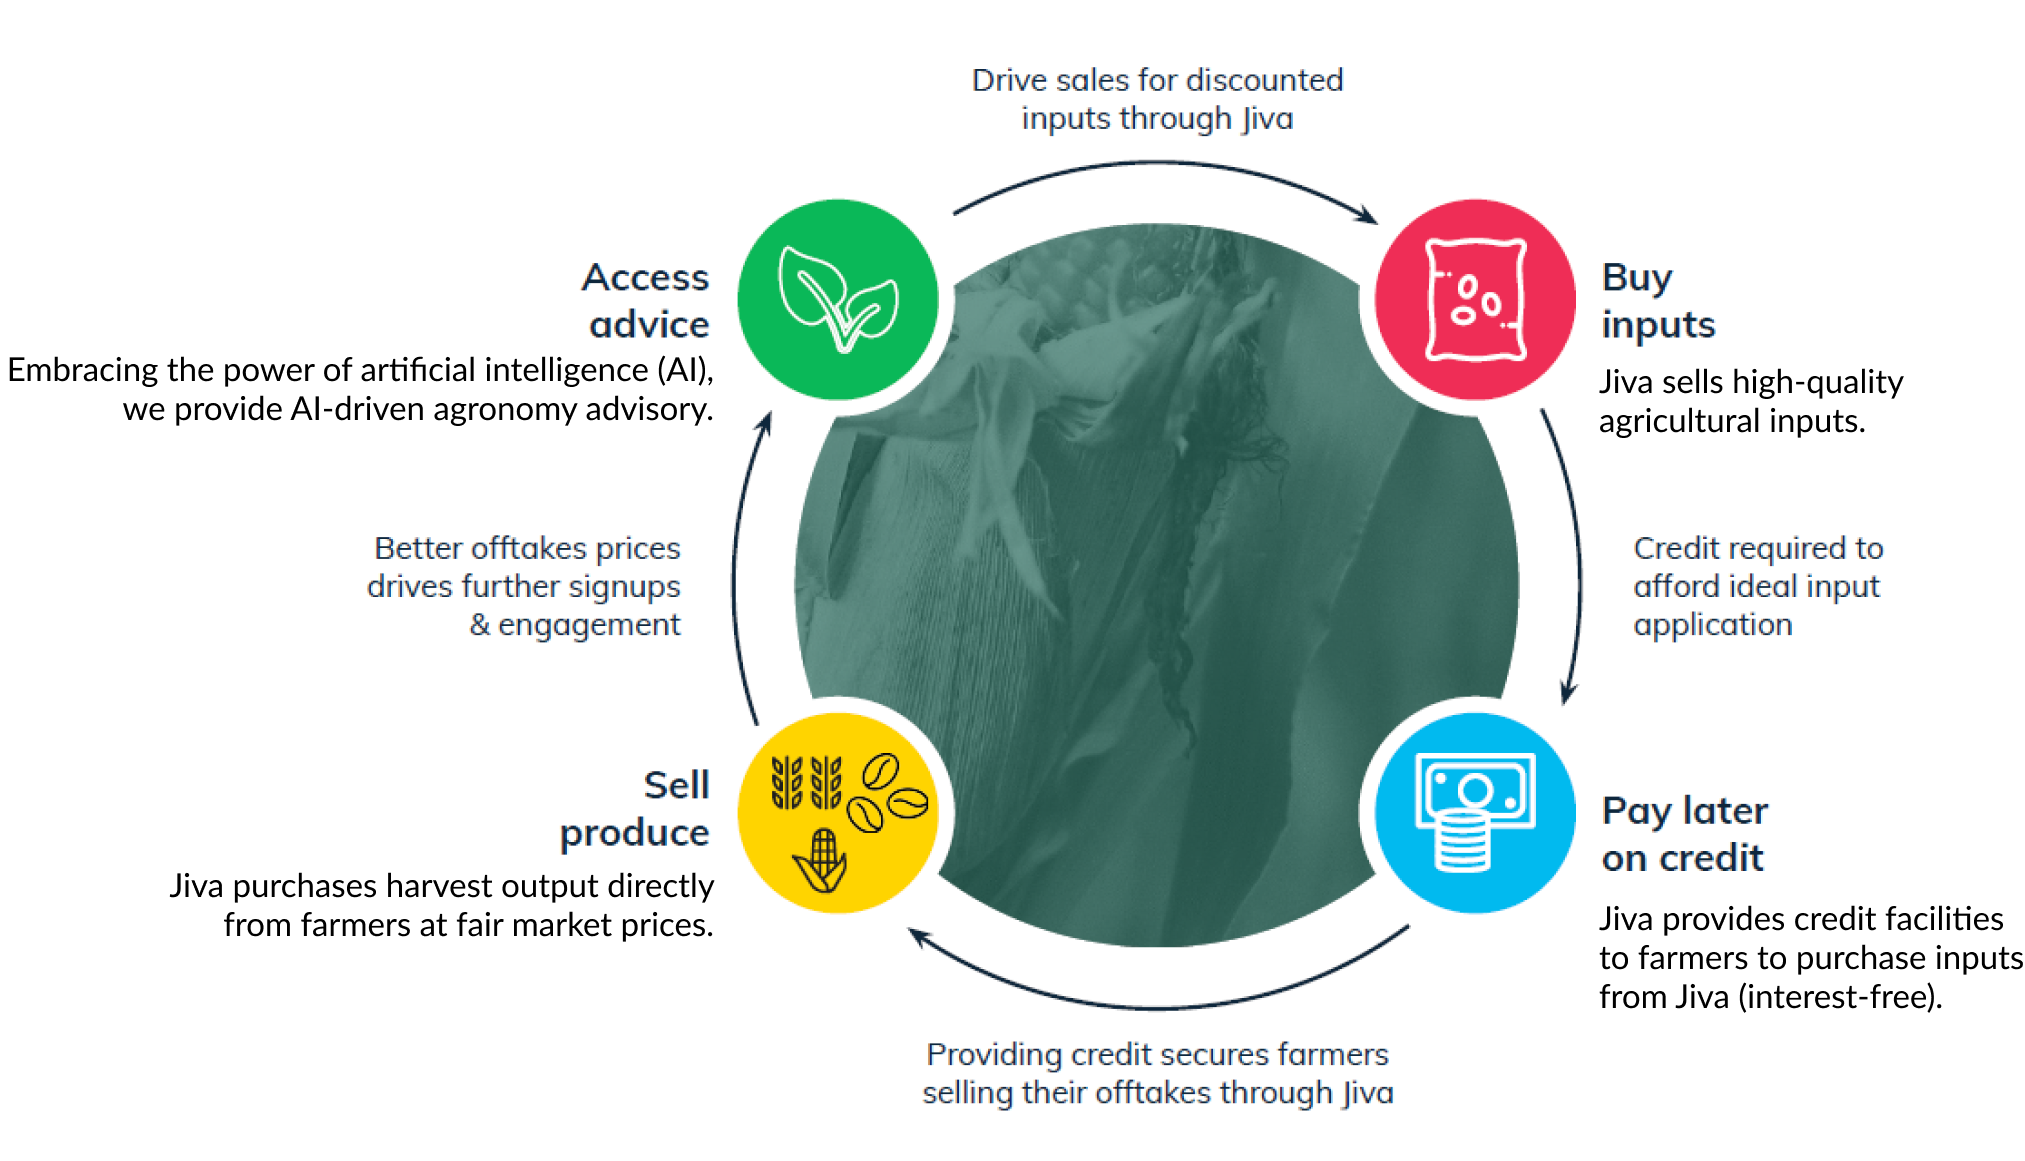 Drive sales for discounted
inputs through Jiva
Access
advice
Embracing the power of artificial intelligence (AI),
we provide AI-driven agronomy advisory.
Buy
inputs
Jiva sells high-quality
agricultural inputs.
Better offtakes prices
drives further signups
& engagement
Credit required to
afford ideal input
application
Sell
produce
Jiva purchases harvest output directly
from farmers at fair market prices.
Pay later
on credit
Jiva provides credit facilities
to farmers to purchase inputs
from Jiva (interest-free).
Providing credit secures farmers
selling their offtakes through Jiva